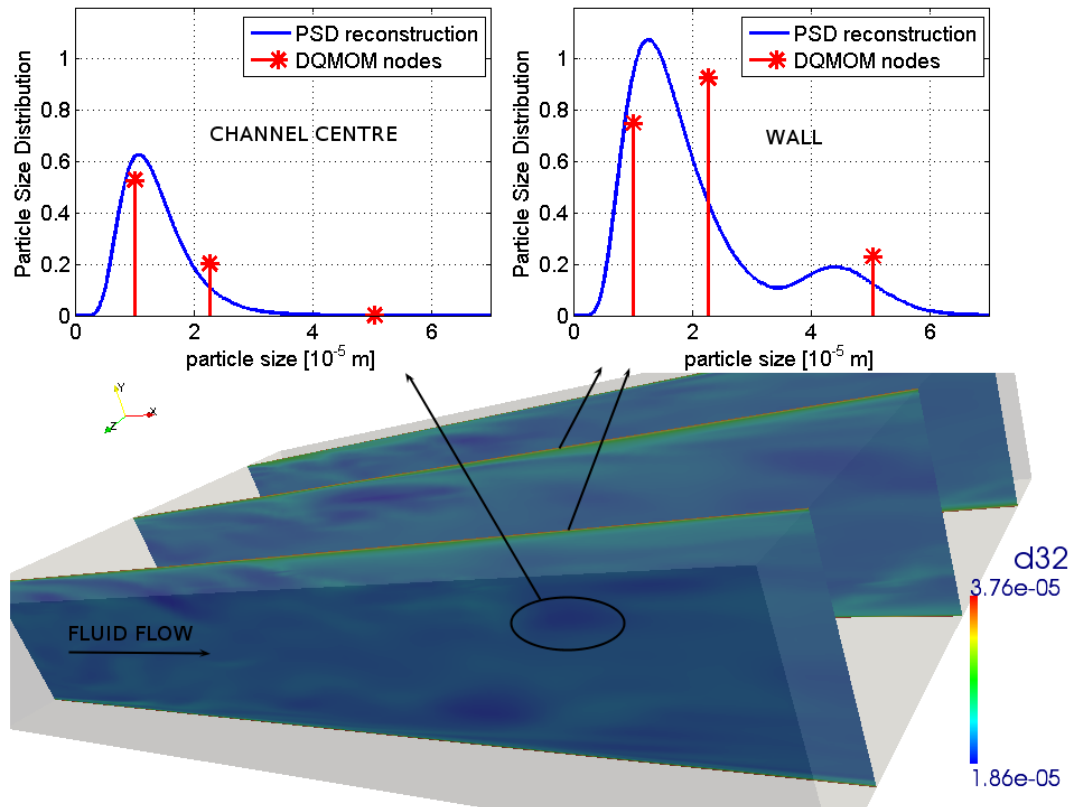 PSD reconstruction
DQMOM nodes
CHANNEL CENTRE
Particle Size Distribution
1
0.8
0.6
0.4
0.2
0
0 2 4 6
particle size [10⁻⁵ m]
PSD reconstruction
DQMOM nodes
WALL
Particle Size Distribution
1
0.8
0.6
0.4
0.2
0
0 2 4 6
particle size [10⁻⁵ m]
Y
X
Z
FLUID FLOW
d32
3.76e-05
1.86e-05